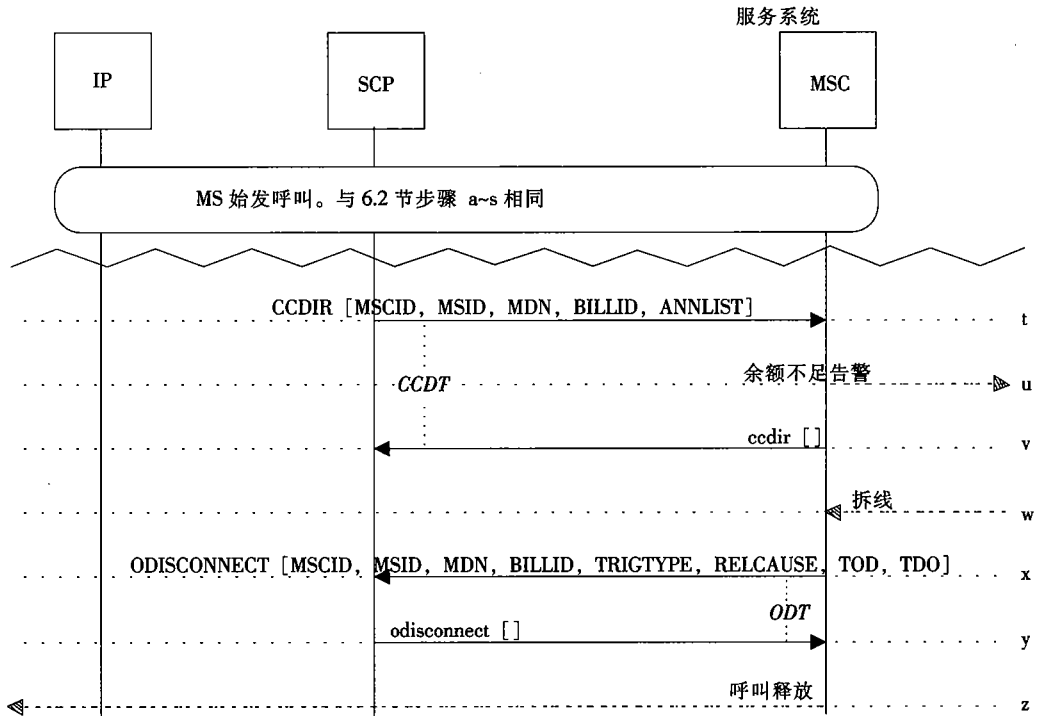 服务系统
IP
SCP
MSC
MS 始发呼叫。与 6.2 节步骤 a~s 相同
CCDIR [MSCID, MSID, MDN, BILLID, ANNLIST]
t
CCDT
余额不足告警
u
ccdir []
v
拆线
w
ODISCONNECT [MSCID, MSID, MDN, BILLID, TRIGTYPE, RELCAUSE, TOD, TDO]
x
ODT
odisconnect []
y
呼叫释放
z